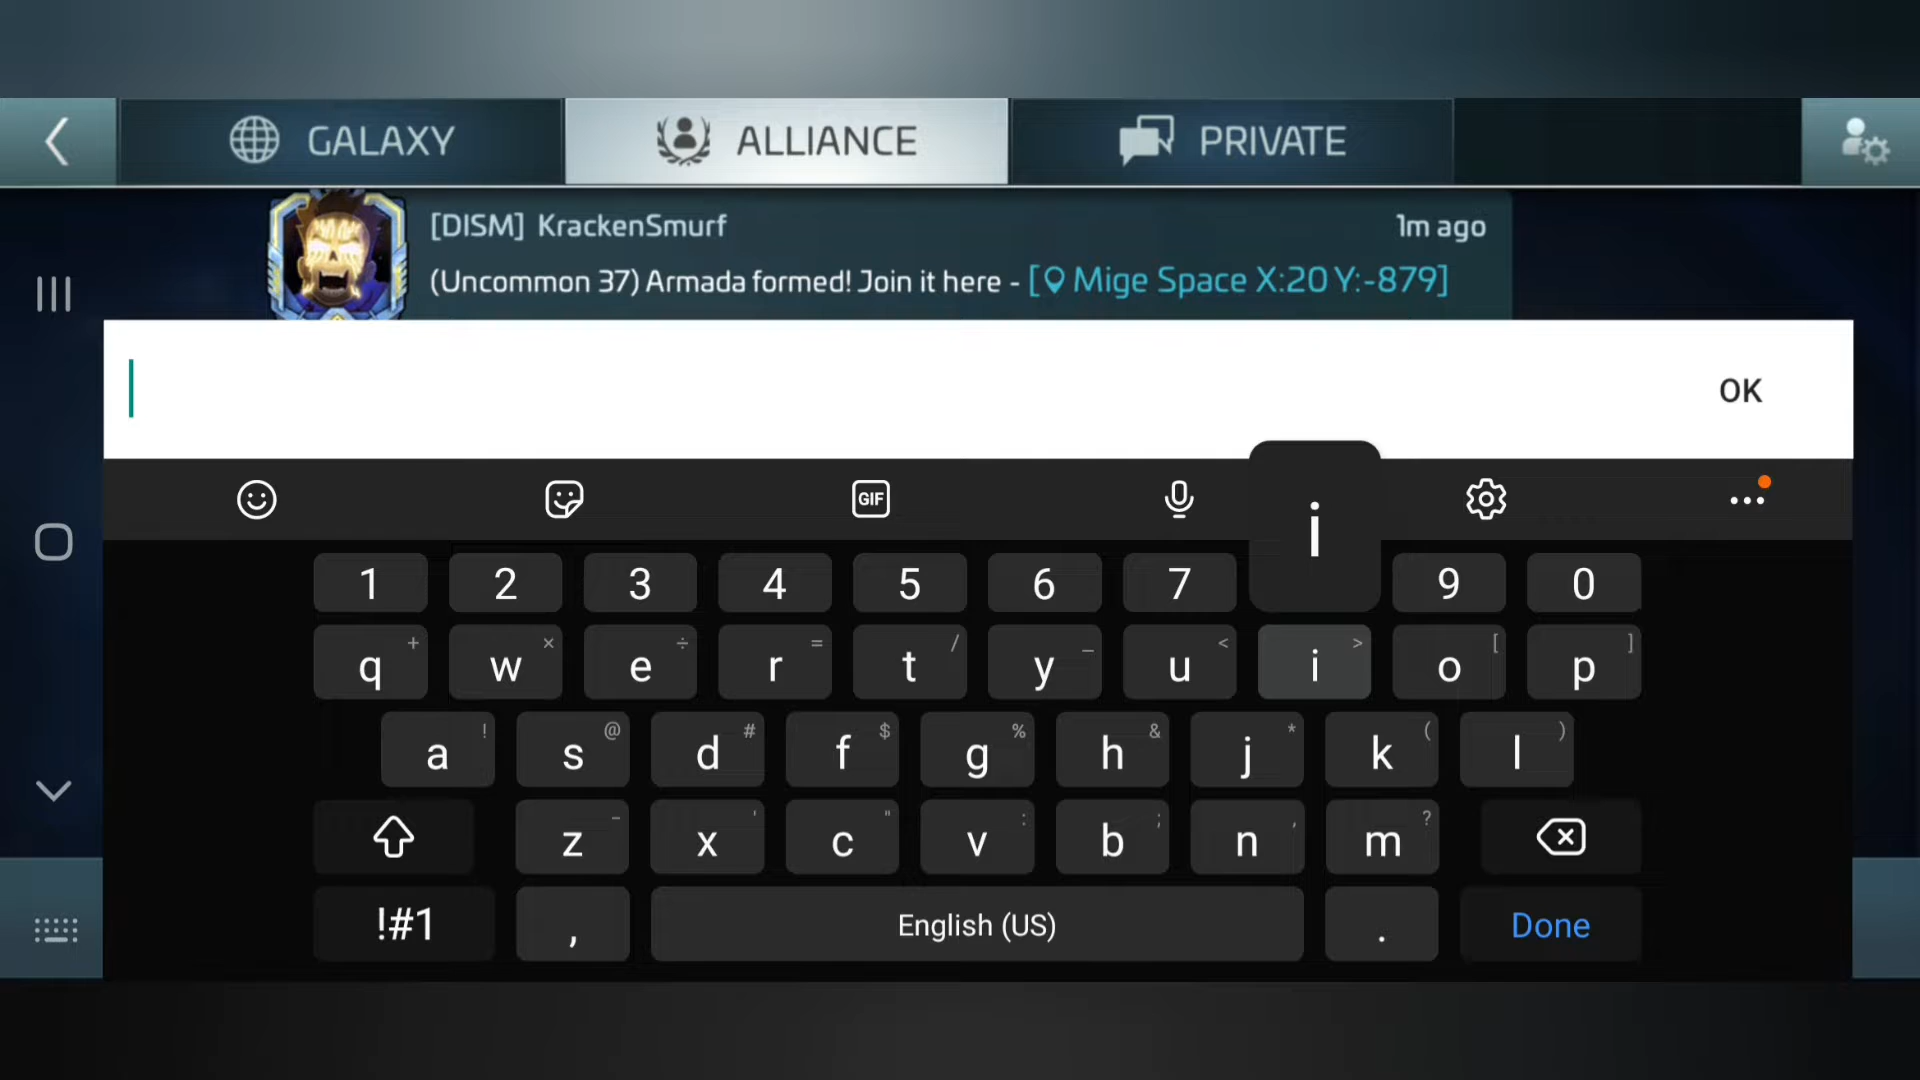 GALAXY ALLIANCE PRIVATE
[DISM] KrackenSmurf 1m ago
(Uncommon 37) Armada formed! Join it here - [Mige Space X:20 Y:-879]
OK
GIF i
1 2 3 4 5 6 7 9 0
q + w × e ÷ r = t / y _ u < i > o [ p ]
a ! s @ d # f $ g % h & j * k ( l )
z - x ' c " v : b ; n , m ?
!#1 , English (US) . Done